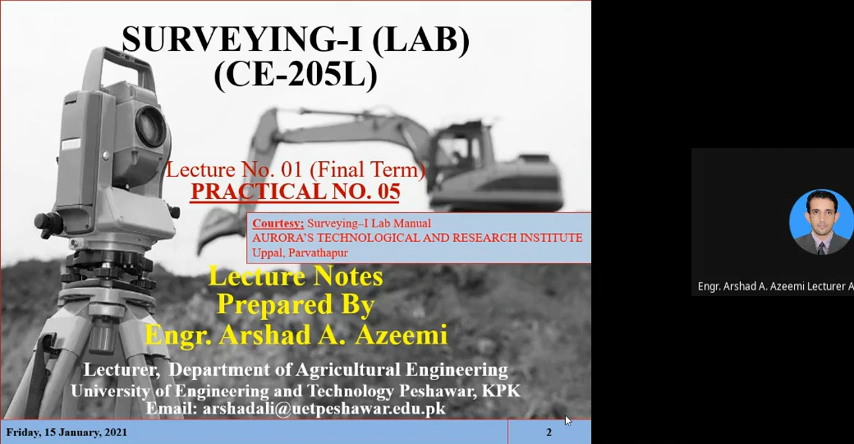 SURVEYING-I (LAB)
(CE-205L)
Lecture No. 01 (Final Term)
PRACTICAL NO. 05
Courtesy; Surveying–I Lab Manual
AURORA'S TECHNOLOGICAL AND RESEARCH INSTITUTE
Uppal, Parvathapur
Lecture Notes
Prepared By
Engr. Arshad A. Azeemi
Lecturer, Department of Agricultural Engineering
University of Engineering and Technology Peshawar, KPK
Email: arshadali@uetpeshawar.edu.pk
Friday, 15 January, 2021
2
Engr. Arshad A. Azeemi Lecturer A